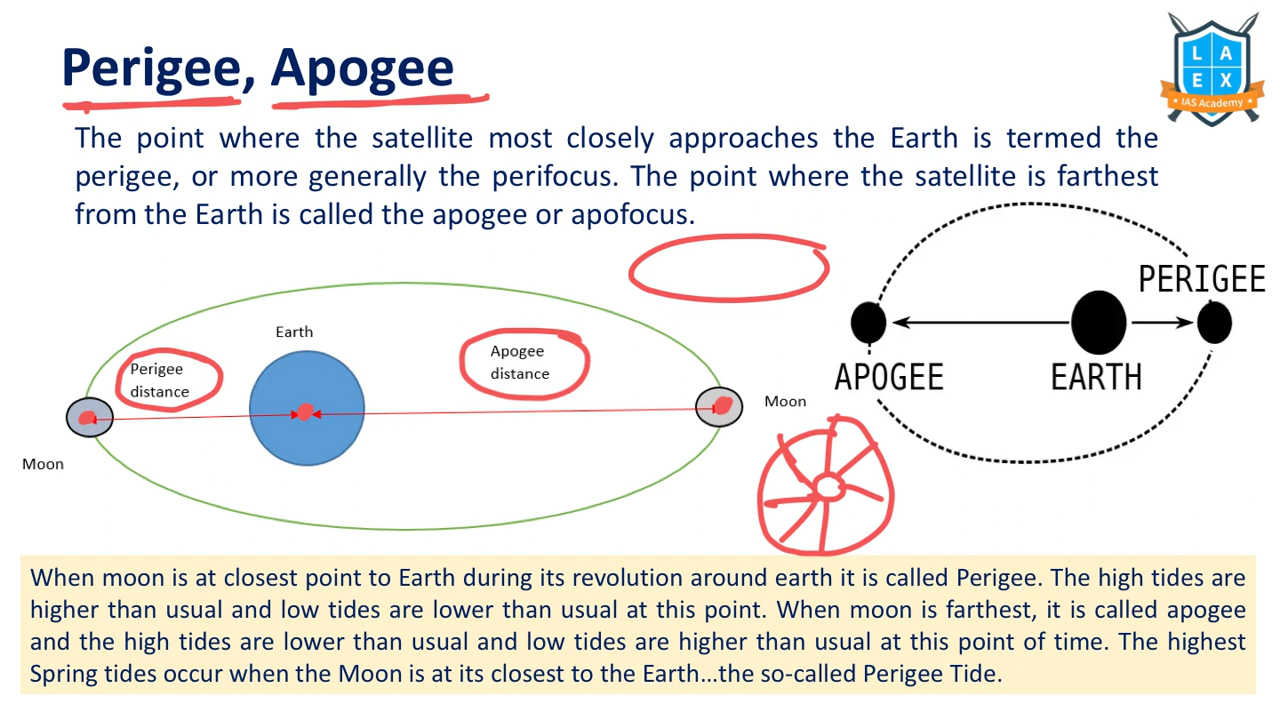 Perigee, Apogee
L A
E X
IAS Academy
The point where the satellite most closely approaches the Earth is termed the
perigee, or more generally the perifocus. The point where the satellite is farthest
from the Earth is called the apogee or apofocus.
Earth
Perigee
distance
Apogee
distance
Moon
Moon
PERIGEE
APOGEE
EARTH
When moon is at closest point to Earth during its revolution around earth it is called Perigee. The high tides are
higher than usual and low tides are lower than usual at this point. When moon is farthest, it is called apogee
and the high tides are lower than usual and low tides are higher than usual at this point of time. The highest
Spring tides occur when the Moon is at its closest to the Earth...the so-called Perigee Tide.